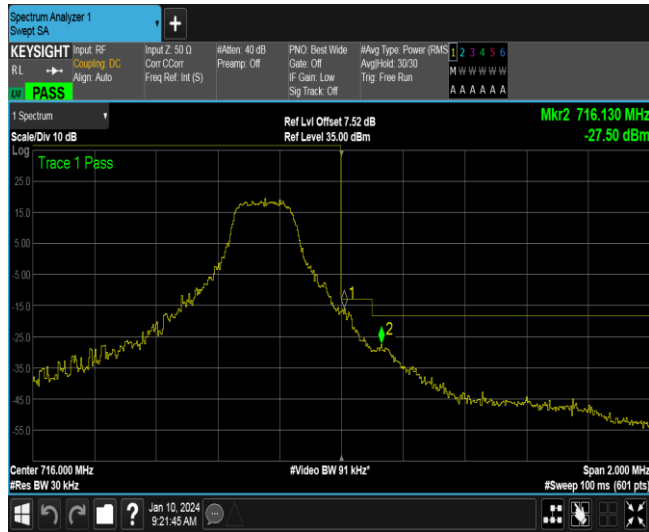 Spectrum Analyzer 1
Swept SA
+
KEYSIGHT
RL
Align: Auto
Input: RF
Coupling: DC
Input Z: 50 Ω
Corr CCorr
Freq Ref: Int (S)
#Atten: 40 dB
Preamp: Off
PNO: Best Wide
Gate: Off
IF Gain: Low
Sig Track: Off
#Avg Type: Power (RMS
Avg|Hold: 30/30
Trig: Free Run
1 2 3 4 5 6
M W W W W W
A A A A A A
LXI PASS
1 Spectrum
Scale/Div 10 dB
Ref Lvl Offset 7.52 dB
Ref Level 35.00 dBm
Mkr2 716.130 MHz
-27.50 dBm
Log
Trace 1 Pass
25.0
15.0
5.00
-5.00
-15.0
-25.0
-35.0
-45.0
-55.0
1
2
Center 716.000 MHz
#Res BW 30 kHz
#Video BW 91 kHz*
Span 2.000 MHz
#Sweep 100 ms (601 pts)
?
Jan 10, 2024
9:21:45 AM